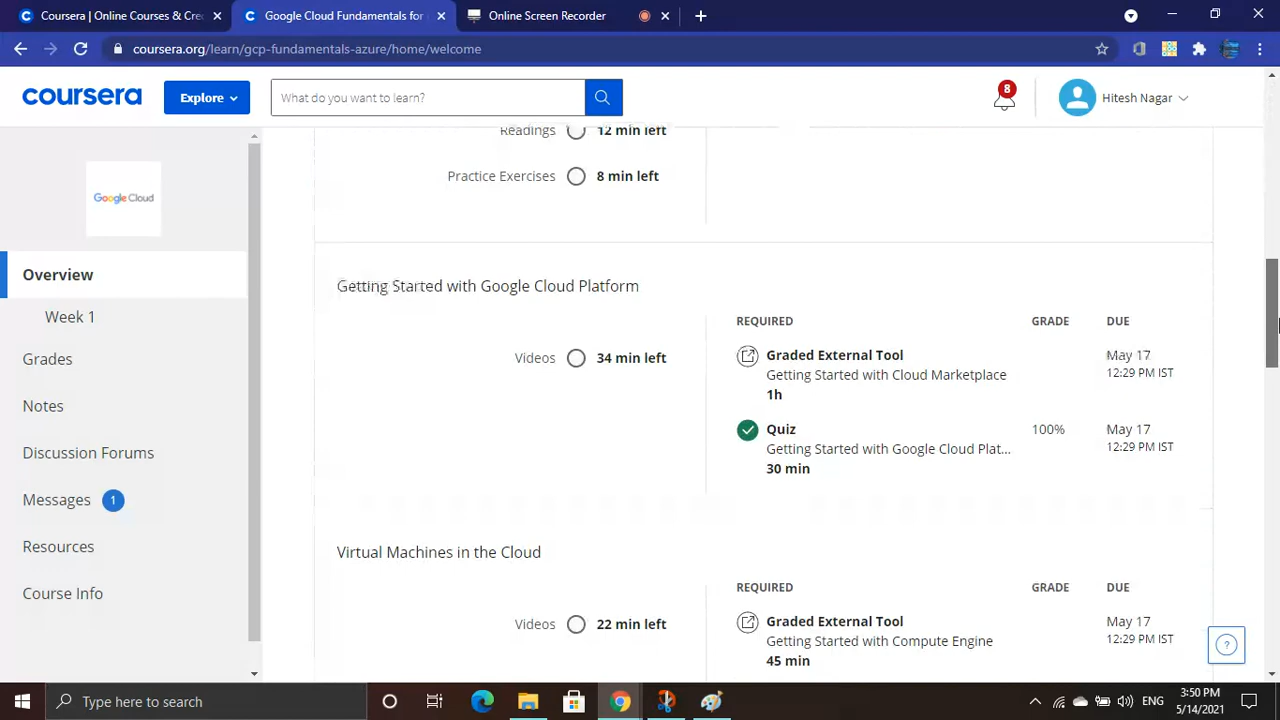 Coursera | Online Courses & Cre
Google Cloud Fundamentals for
Online Screen Recorder
coursera.org/learn/gcp-fundamentals-azure/home/welcome
coursera
Explore
What do you want to learn?
8
Hitesh Nagar
Google Cloud
Overview
Week 1
Grades
Notes
Discussion Forums
Messages 1
Resources
Course Info
Readings 12 min left
Practice Exercises 8 min left
Getting Started with Google Cloud Platform
REQUIRED GRADE DUE
Videos 34 min left
Graded External Tool May 17
Getting Started with Cloud Marketplace 12:29 PM IST
1h
Quiz 100% May 17
Getting Started with Google Cloud Plat... 12:29 PM IST
30 min
Virtual Machines in the Cloud
REQUIRED GRADE DUE
Videos 22 min left
Graded External Tool May 17
Getting Started with Compute Engine 12:29 PM IST
45 min
?
Type here to search
ENG
3:50 PM
5/14/2021